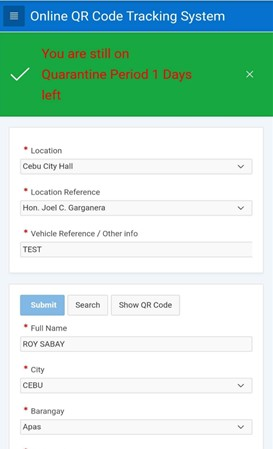 Online QR Code Tracking System
You are still on
Quarantine Period 1 Days
left
* Location
Cebu City Hall
* Location Reference
Hon. Joel C. Garganera
* Vehicle Reference / Other info
TEST
Submit Search Show QR Code
* Full Name
ROY SABAY
* City
CEBU
* Barangay
Apas